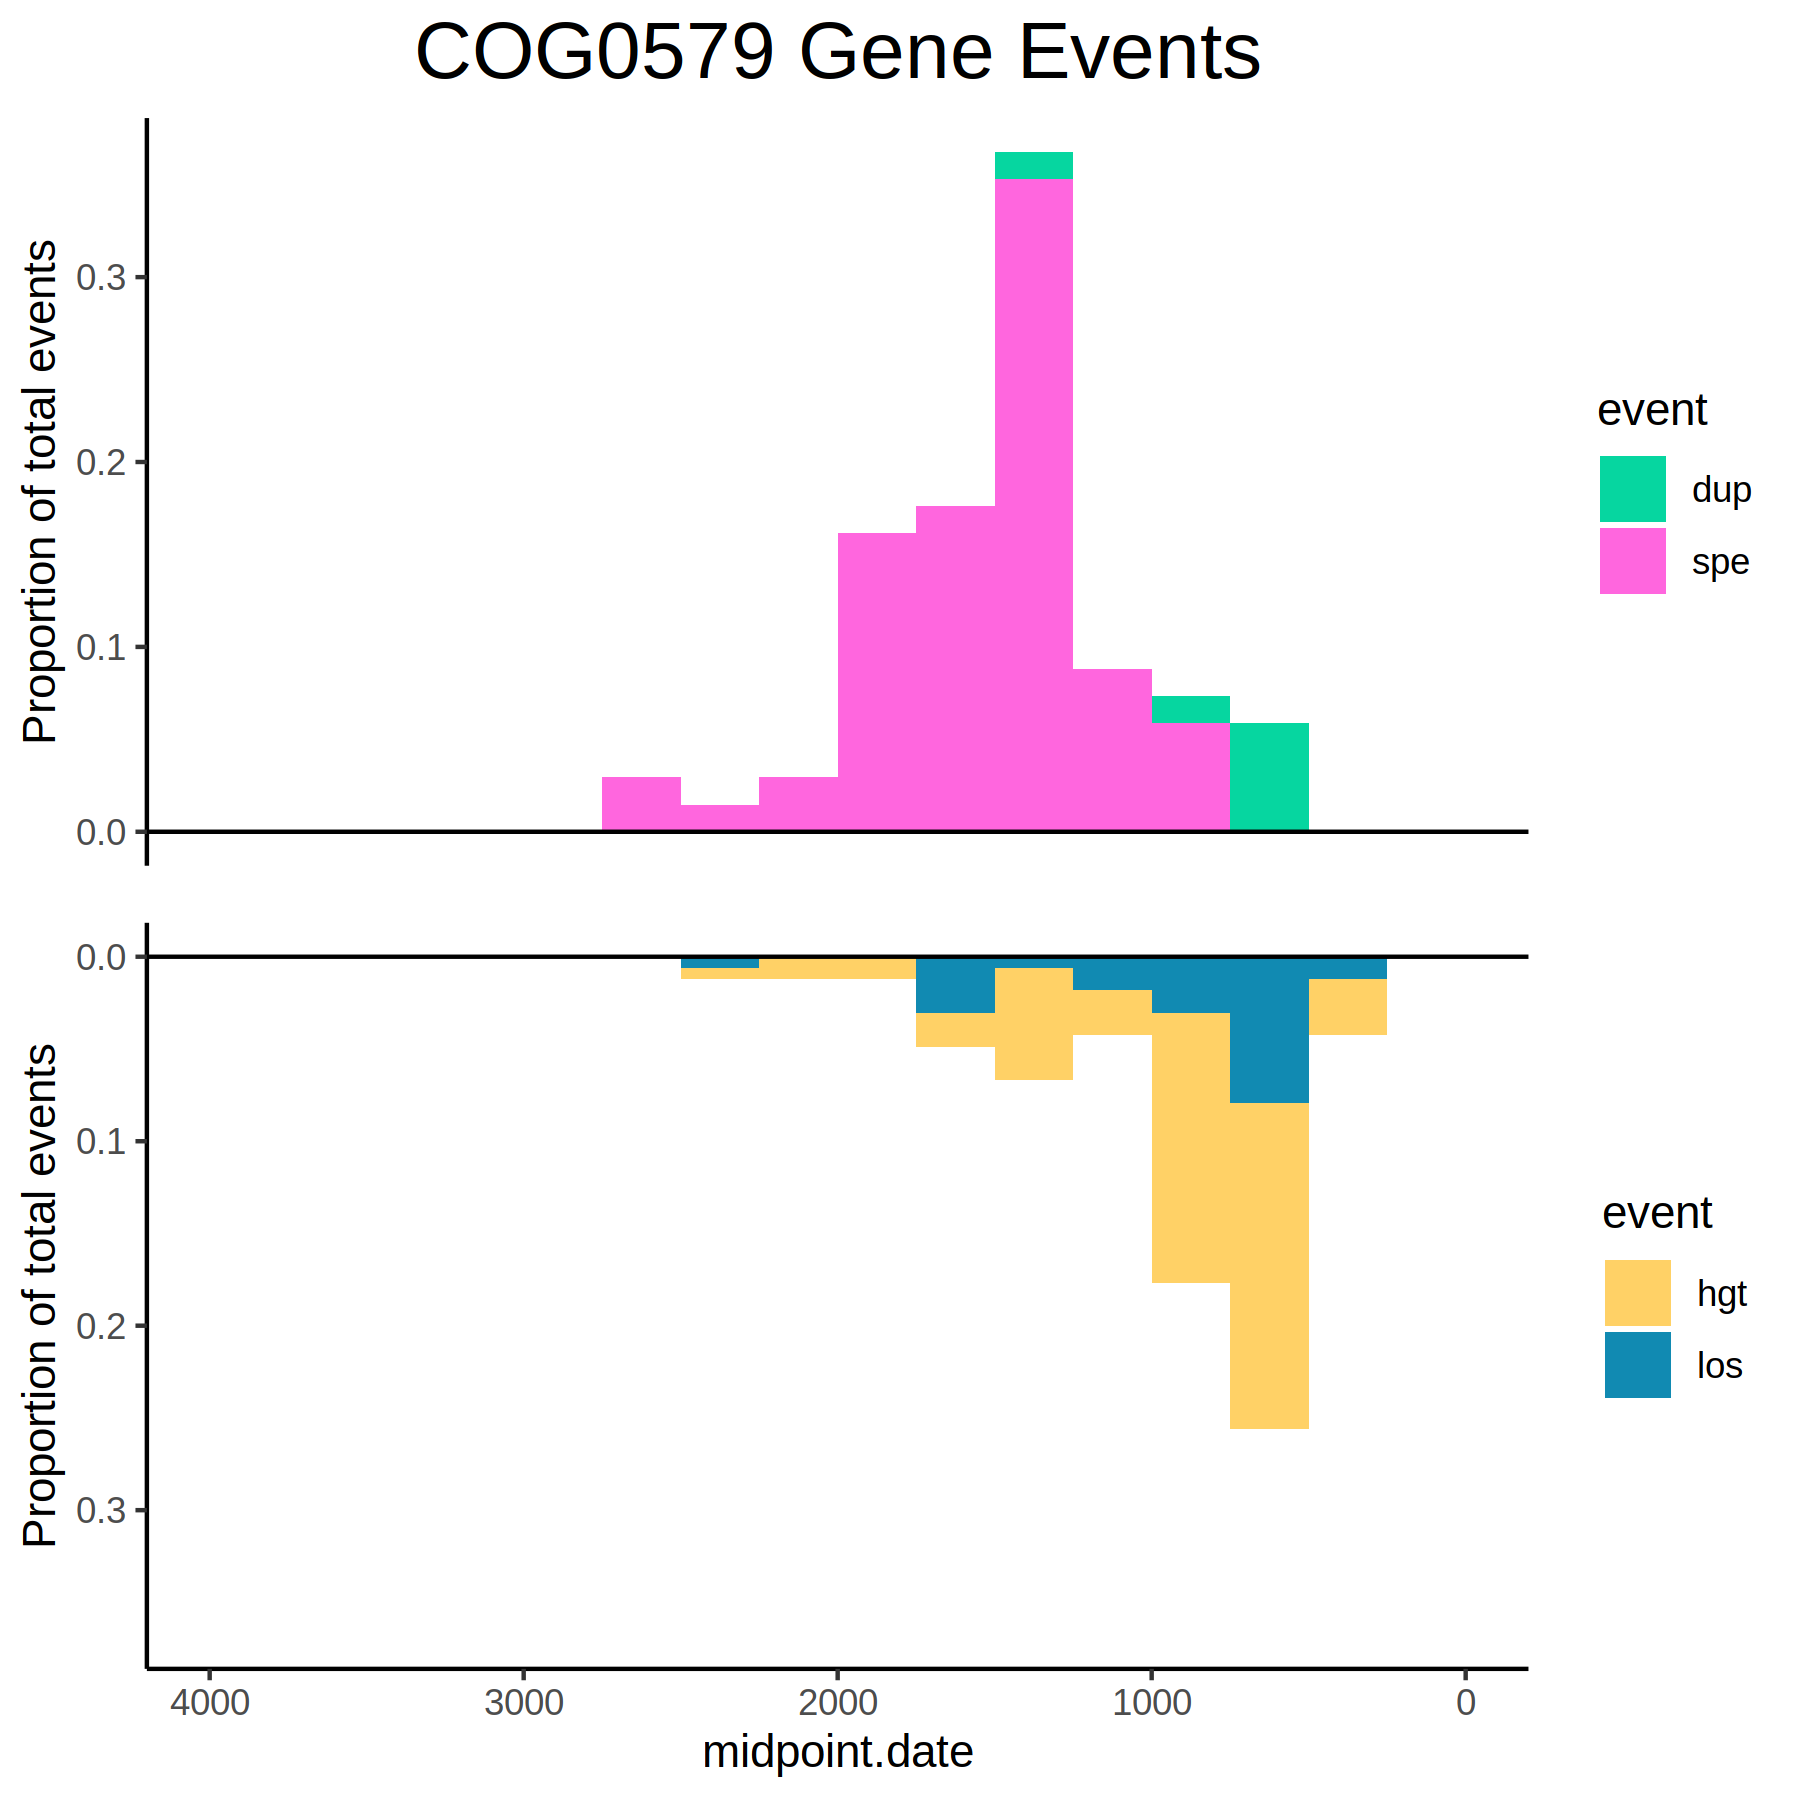 COG0579 Gene Events
Proportion of total events
0.3
0.2
0.1
0.0
event
dup
spe
Proportion of total events
0.0
0.1
0.2
0.3
event
hgt
los
4000 3000 2000 1000 0
midpoint.date